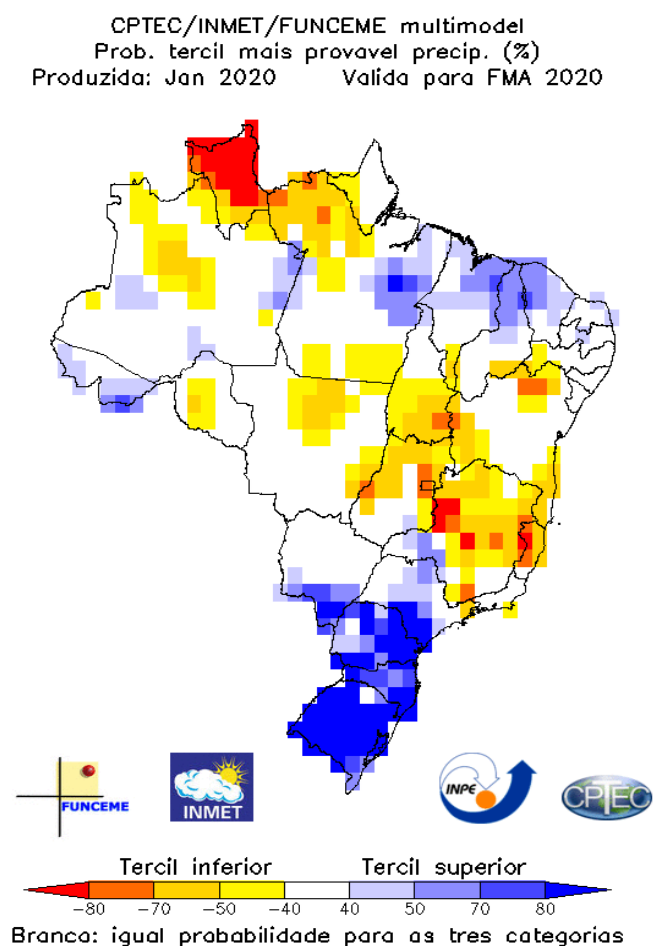 CPTEC/INMET/FUNCEME multimodel
Prob. tercil mais provavel precip. (%)
Produzida: Jan 2020 Valida para FMA 2020
FUNCEME
INMET
INPE
CPTEC
Tercil inferior Tercil superior
-80 -70 -50 -40 40 50 70 80
Branca: igual probabilidade para as tres categorias